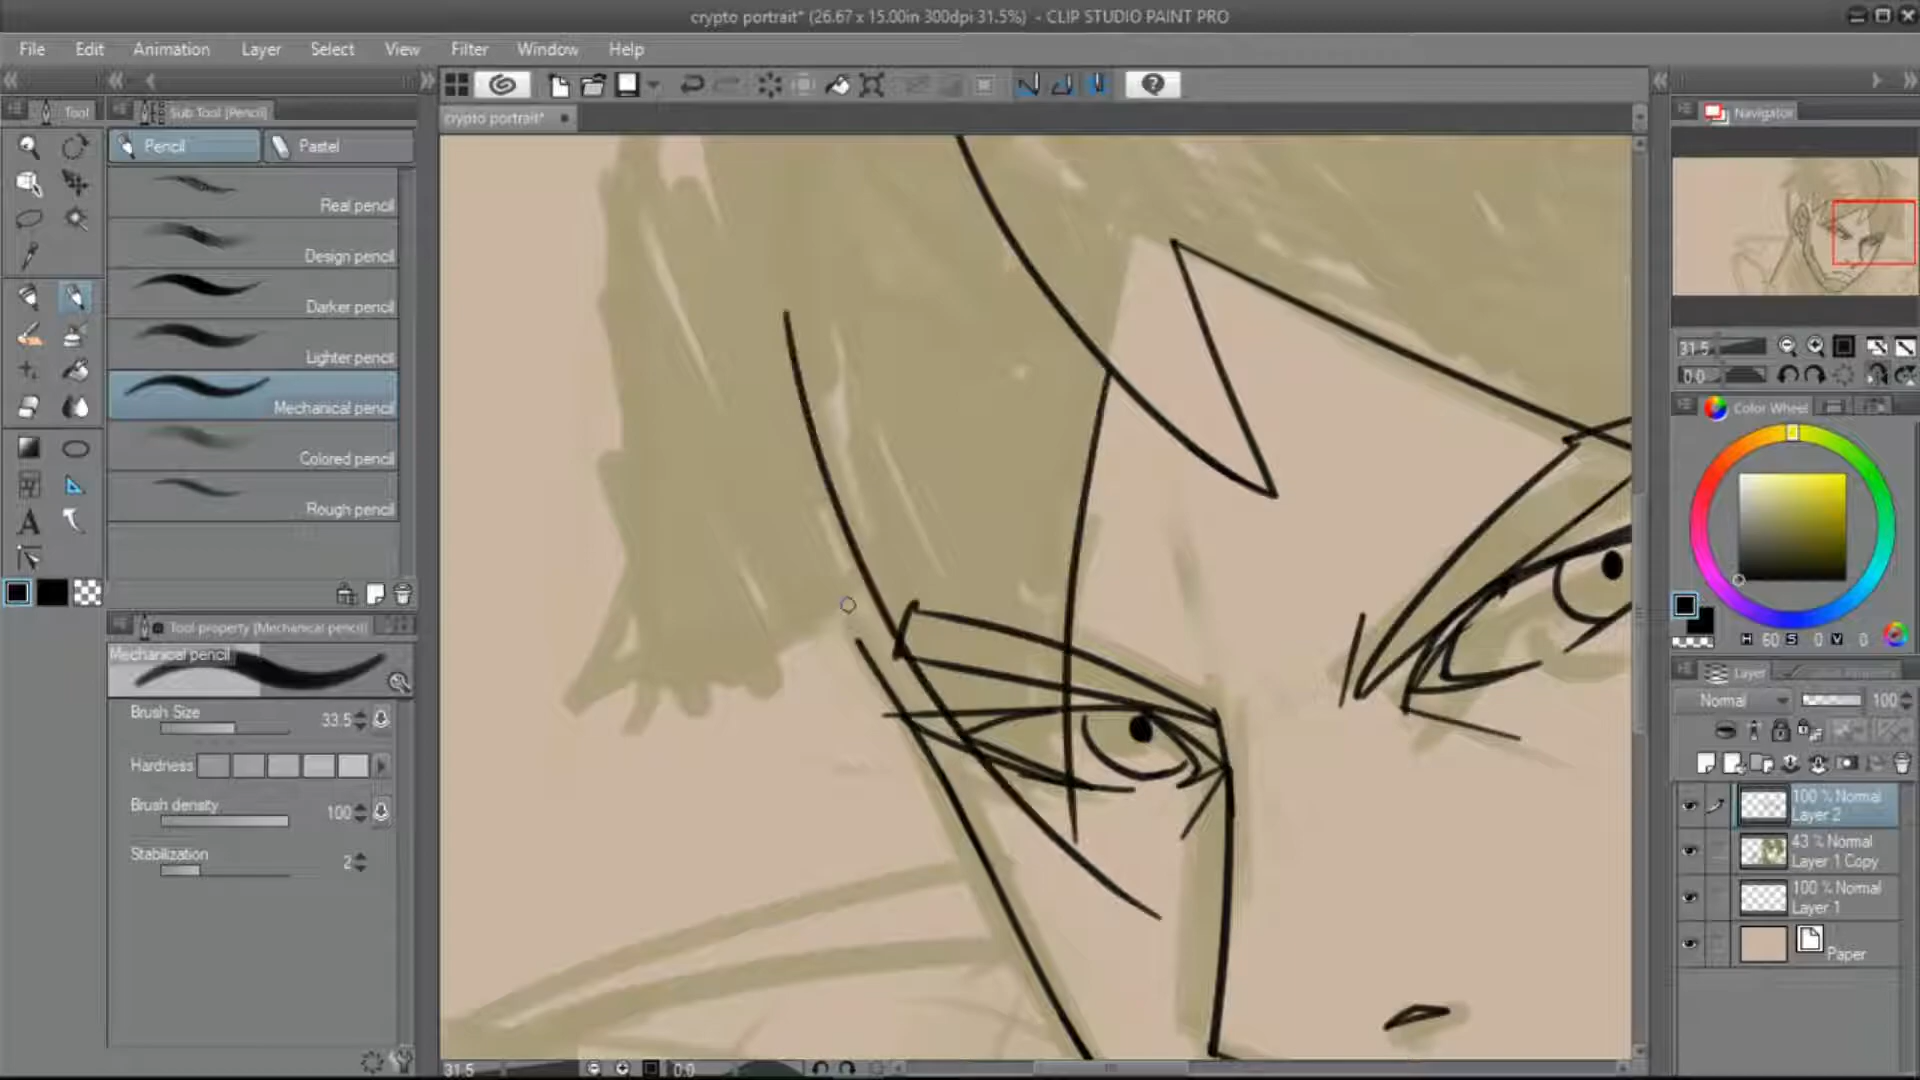 crypto portrait* (26.67 x 15.00in 300dpi 31.5%) - CLIP STUDIO PAINT PRO
File Edit Animation Layer Select View Filter Window Help
Tool
Sub Tool [Pencil]
crypto portrait*
Navigator
Pencil
Pastel
Real pencil
Design pencil
Darker pencil
Lighter pencil
Mechanical pencil
Colored pencil
Rough pencil
Tool property [Mechanical pencil]
Mechanical pencil
Brush Size 33.5
Hardness
Brush density 100
Stabilization 2
31.5
0.0
Color Wheel
H 60 S 0 V 0
Layer
Normal 100
100 % Normal
Layer 2
43 % Normal
Layer 1 Copy
100 % Normal
Layer 1
Paper
31.5 0.0